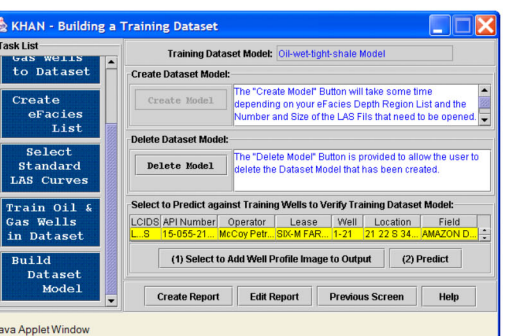 KHAN - Building a Training Dataset
Task List
Gas Wells
to Dataset
Create
eFacies
List
Select
Standard
LAS Curves
Train Oil &
Gas Wells
in Dataset
Build
Dataset
Model
Training Dataset Model: Oil-wet-tight-shale Model
Create Dataset Model:
Create Model
The "Create Model" Button will take some time
depending on your eFacies Depth Region List and the
Number and Size of the LAS Fils that need to be opened.
Delete Dataset Model:
Delete Model
The "Delete Model" Button is provided to allow the user to
delete the Dataset Model that has been created.
Select to Predict against Training Wells to Verify Training Dataset Model:
LCIDS API Number Operator Lease Well Location Field
L...S 15-055-21... McCoy Petr... SIX-M FAR... 1-21 21 22 S 34... AMAZON D...
(1) Select to Add Well Profile Image to Output (2) Predict
Create Report Edit Report Previous Screen Help
ava Applet Window